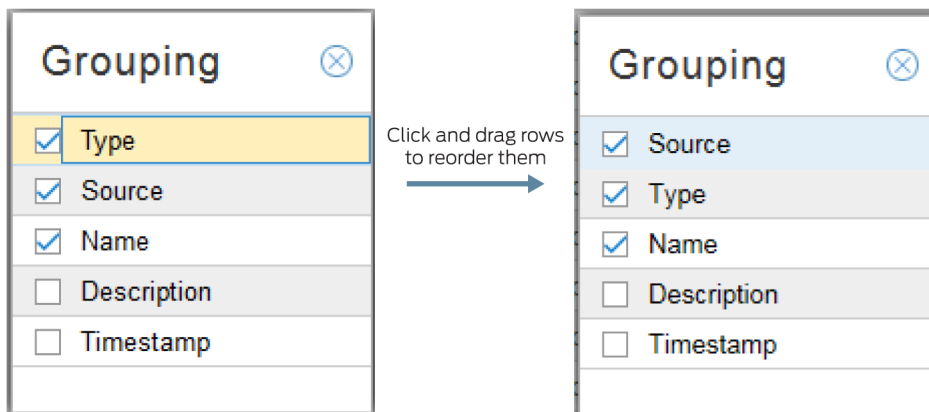 Grouping
Type
Source
Name
Description
Timestamp
Click and drag rows
to reorder them
Grouping
Source
Type
Name
Description
Timestamp